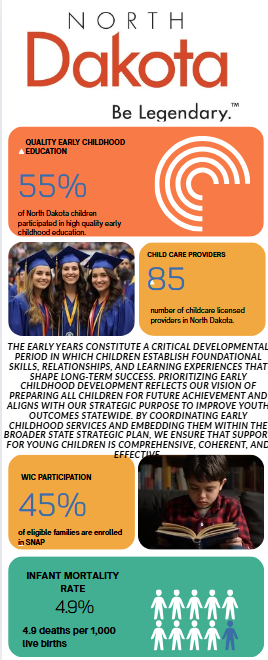 NORTH
Dakota
Be Legendary.™
QUALITY EARLY CHILDHOOD
EDUCATION
55%
of North Dakota children
participated in high quality early
childhood education.
CHILD CARE PROVIDERS
85
number of childcare licensed
providers in North Dakota.
THE EARLY YEARS CONSTITUTE A CRITICAL DEVELOPMENTAL
PERIOD IN WHICH CHILDREN ESTABLISH FOUNDATIONAL
SKILLS, RELATIONSHIPS, AND LEARNING EXPERIENCES THAT
SHAPE LONG-TERM SUCCESS. PRIORITIZING EARLY
CHILDHOOD DEVELOPMENT REFLECTS OUR VISION OF
PREPARING ALL CHILDREN FOR FUTURE ACHIEVEMENT AND
ALIGNS WITH OUR STRATEGIC PURPOSE TO IMPROVE YOUTH
OUTCOMES STATEWIDE. BY COORDINATING EARLY
CHILDHOOD SERVICES AND EMBEDDING THEM WITHIN THE
BROADER STATE STRATEGIC PLAN, WE ENSURE THAT SUPPOR
FOR YOUNG CHILDREN IS COMPREHENSIVE, COHERENT, AND
EFFECTIVE.
WIC PARTICIPATION
45%
of eligible families are enrolled
in SNAP
INFANT MORTALITY
RATE
4.9%
4.9 deaths per 1,000
live births